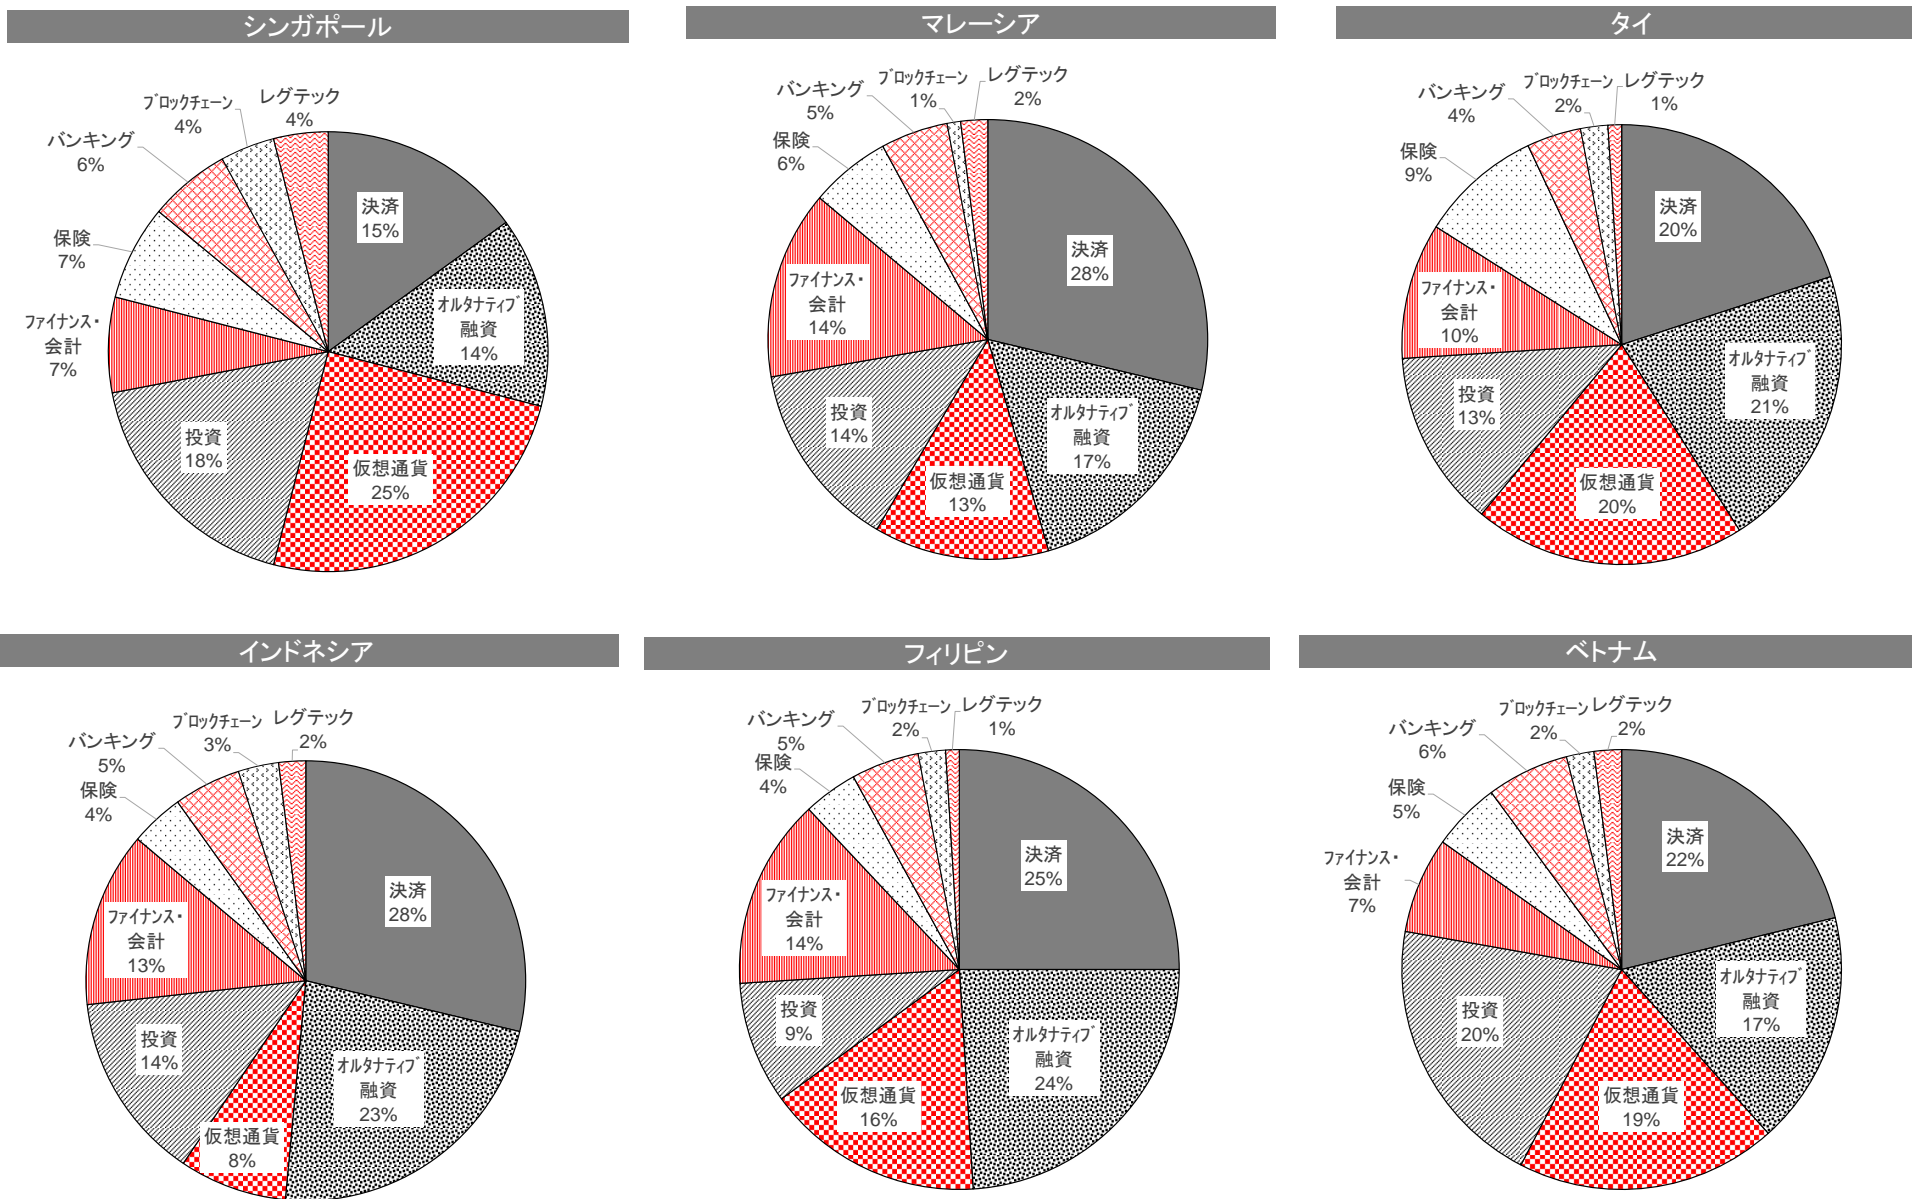 シンガポール
レグテック
4%
ブロックチェーン
4%
バンキング
6%
保険
7%
ファイナンス・
会計
7%
決済
15%
オルタナティブ
融資
14%
投資
18%
仮想通貨
25%
マレーシア
レグテック
2%
ブロックチェーン
1%
バンキング
5%
保険
6%
ファイナンス・
会計
14%
決済
28%
投資
14%
オルタナティブ
融資
17%
仮想通貨
13%
タイ
レグテック
1%
ブロックチェーン
2%
バンキング
4%
保険
9%
ファイナンス・
会計
10%
決済
20%
オルタナティブ
融資
21%
投資
13%
仮想通貨
20%
インドネシア
レグテック
2%
ブロックチェーン
3%
バンキング
5%
保険
4%
ファイナンス・
会計
13%
決済
28%
投資
14%
オルタナティブ
融資
23%
仮想通貨
8%
フィリピン
レグテック
1%
ブロックチェーン
2%
バンキング
5%
保険
4%
ファイナンス・
会計
14%
決済
25%
投資
9%
オルタナティブ
融資
24%
仮想通貨
16%
ベトナム
レグテック
2%
ブロックチェーン
2%
バンキング
6%
保険
5%
ファイナンス・
会計
7%
決済
22%
オルタナティブ
融資
17%
投資
20%
仮想通貨
19%